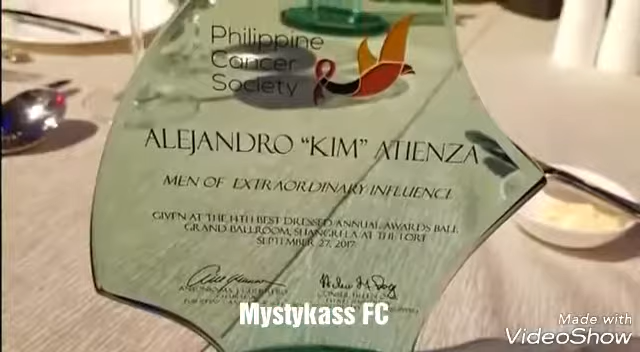 Philippine
Cancer
Society
ALEJANDRO "KIM" ATIENZA
MEN OF EXTRAORDINARY INFLUENCE
GIVEN AT THE 14TH BEST DRESSED ANNUAL AWARDS BALL
GRAND BALLROOM, SHANGRI-LA AT THE FORT
SEPTEMBER 27, 2017
Mystykass FC
Made with
VideoShow